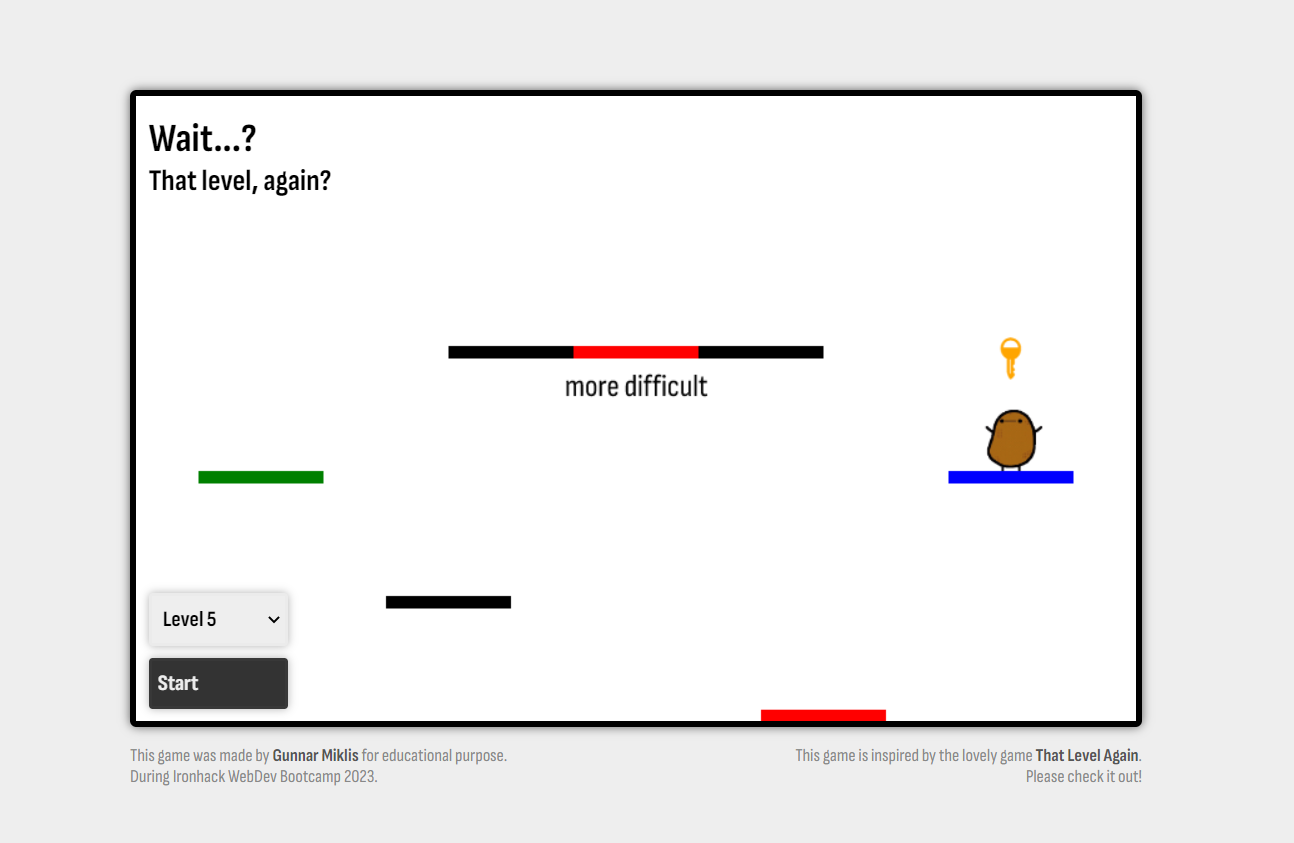 Wait...?
That level, again?
more difficult
Level 5
Start
This game was made by Gunnar Miklis for educational purpose.
During Ironhack WebDev Bootcamp 2023.
This game is inspired by the lovely game That Level Again.
Please check it out!